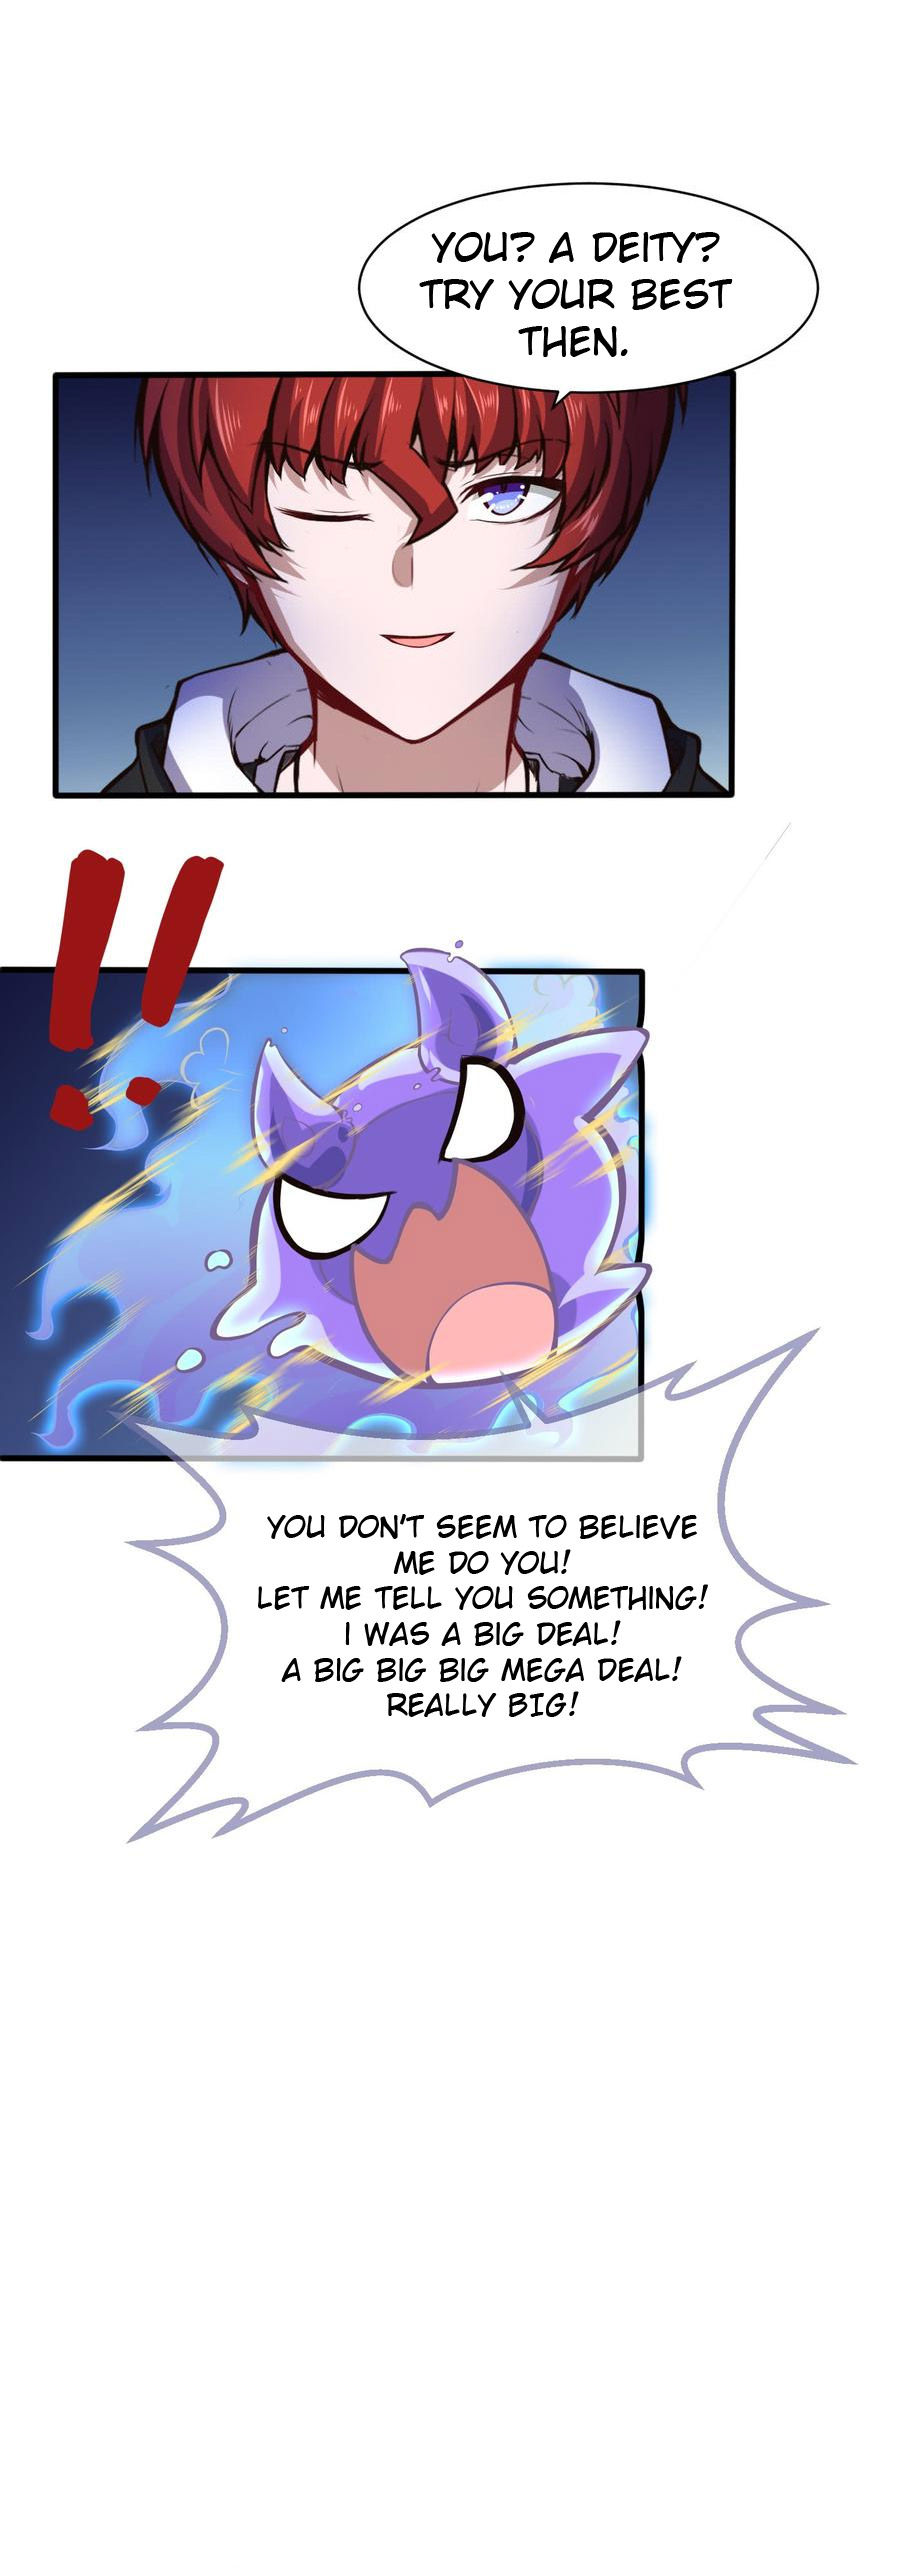 YOU? A DEITY?
TRY YOUR BEST
THEN.
!!
YOU DON'T SEEM TO BELIEVE
ME DO YOU!
LET ME TELL YOU SOMETHING!
I WAS A BIG DEAL!
A BIG BIG BIG MEGA DEAL!
REALLY BIG!